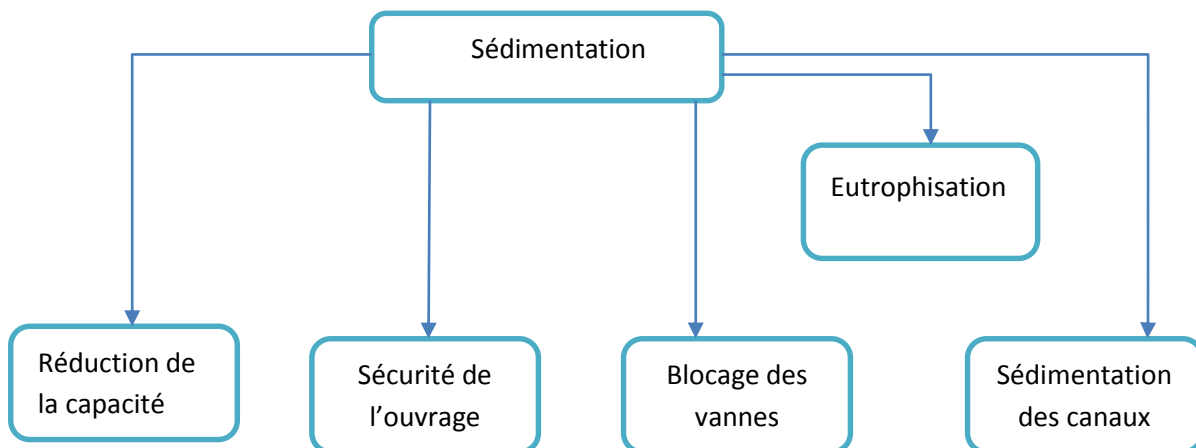 Sédimentation
Eutrophisation
Réduction de
la capacité
Sécurité de
l’ouvrage
Blocage des
vannes
Sédimentation
des canaux